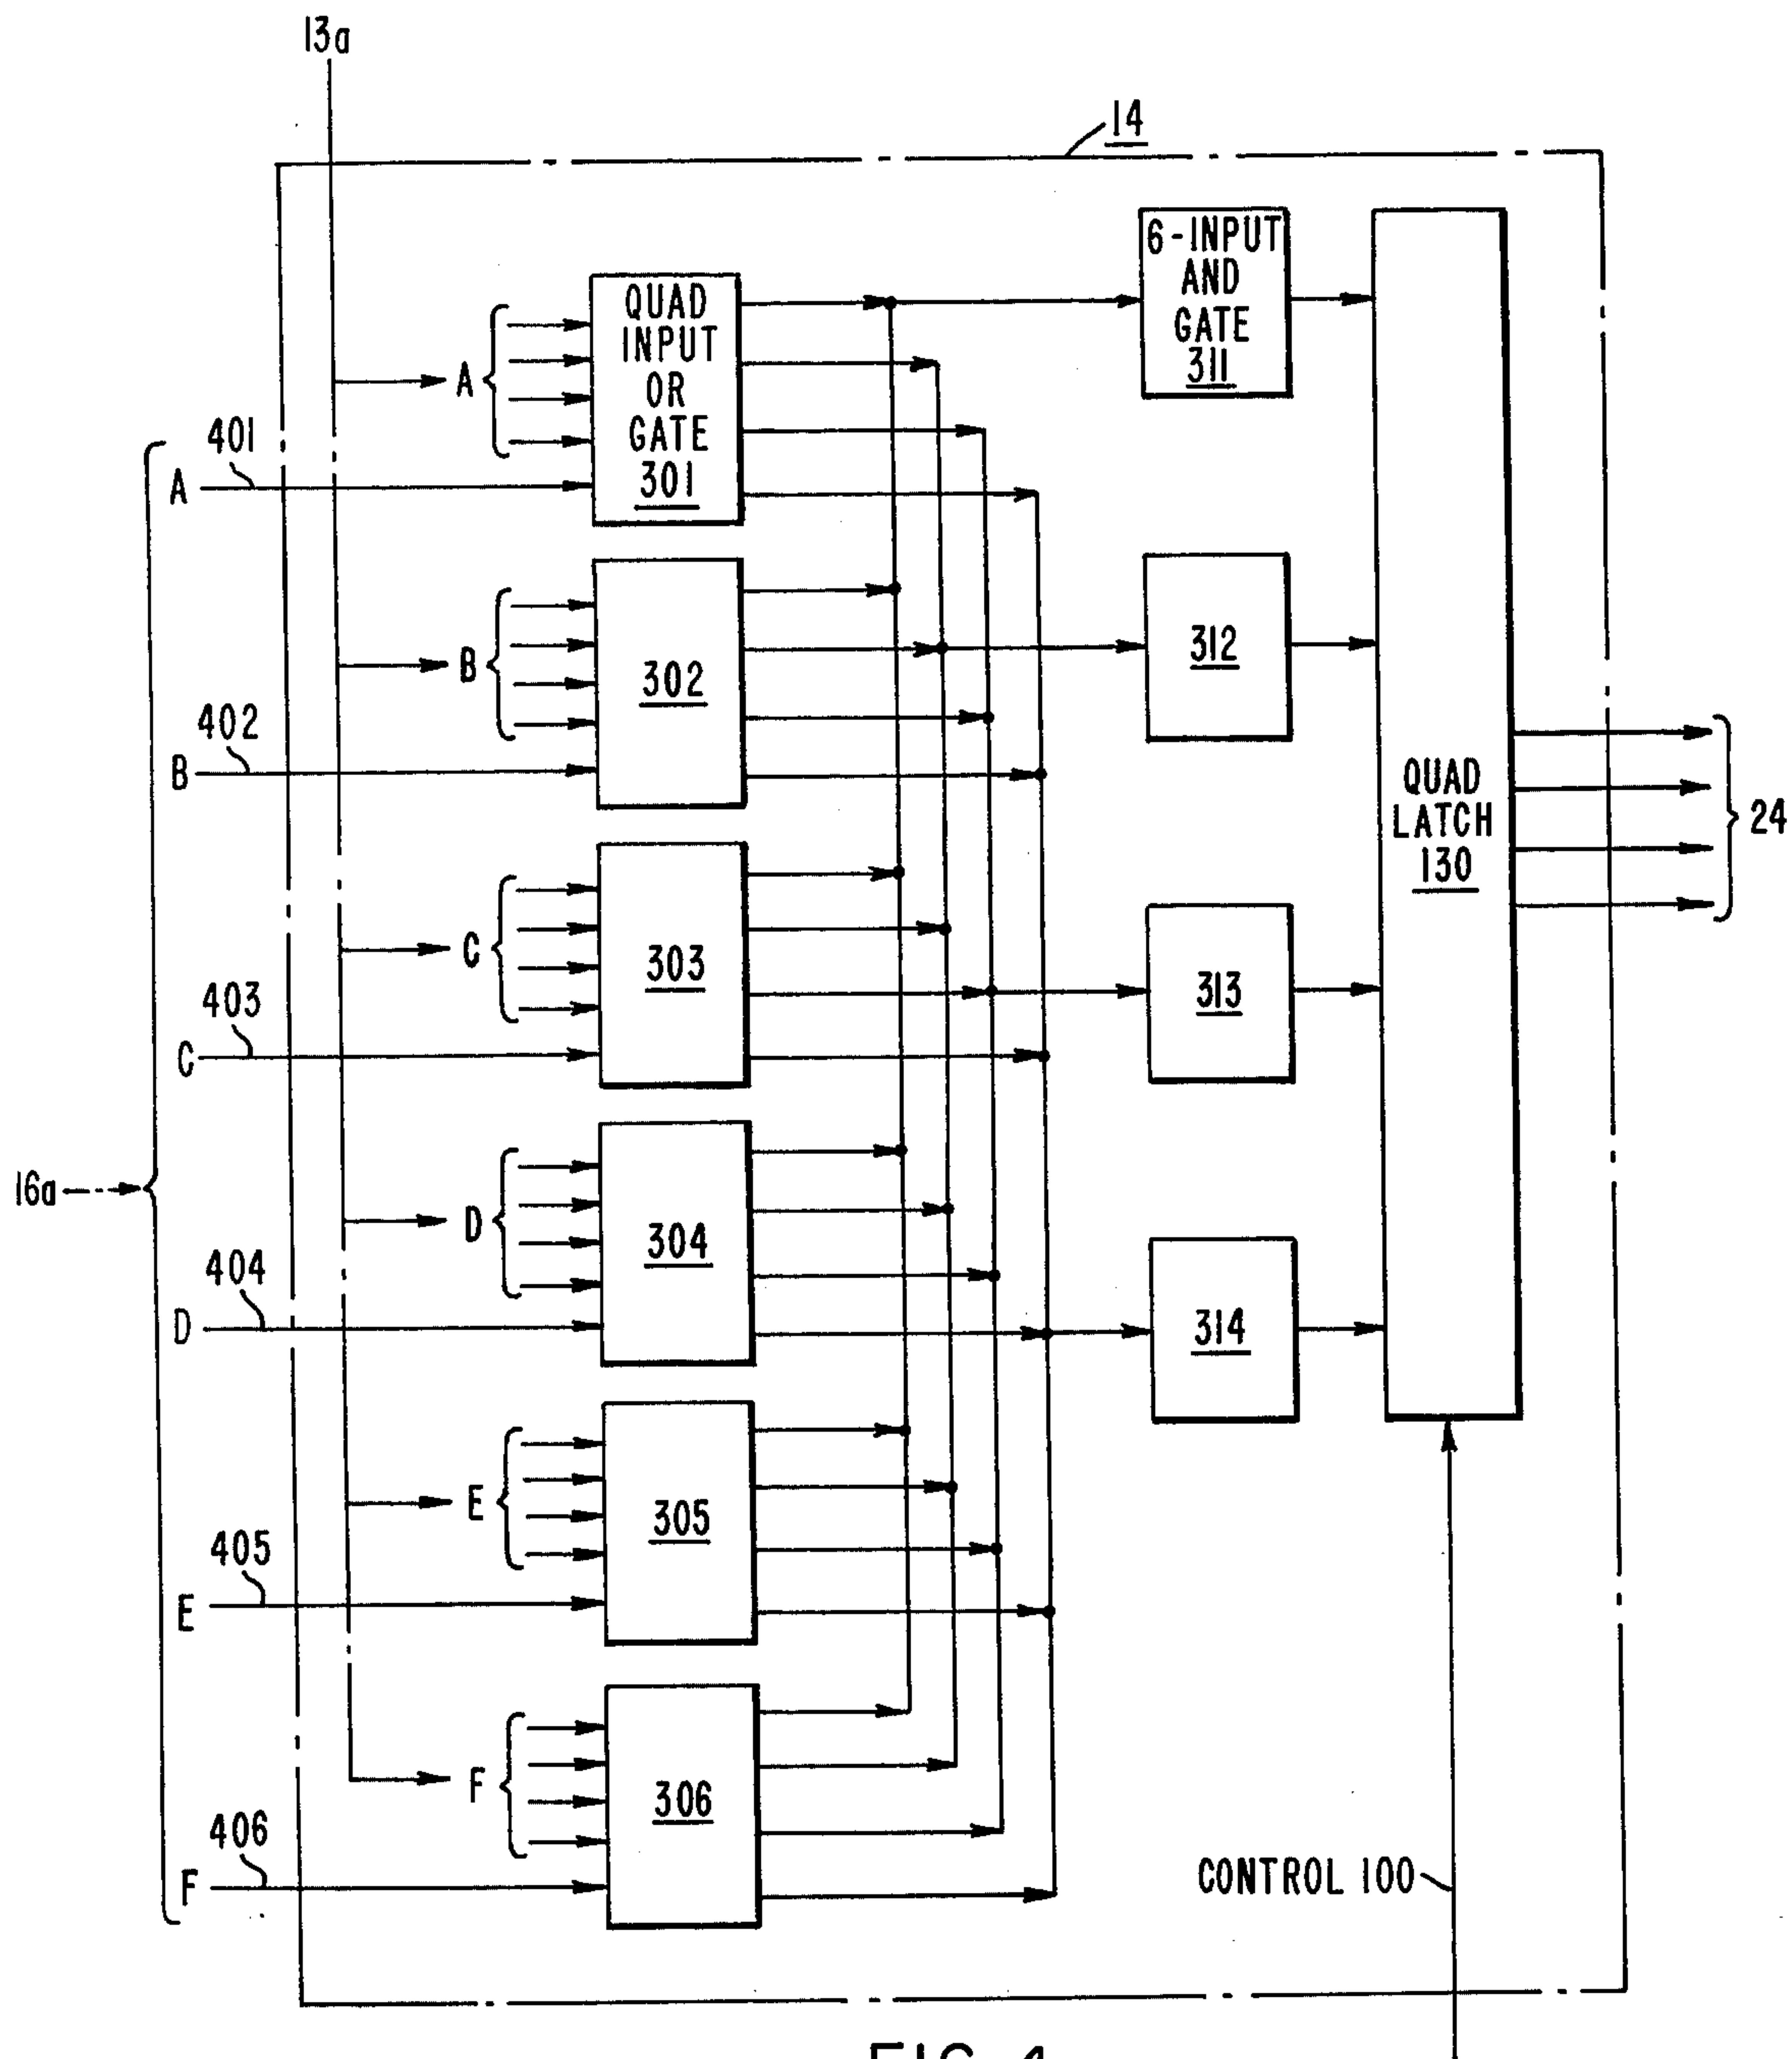 13a
14
6-INPUT
AND
GATE
311
QUAD
INPUT
OR
GATE
301
A
401
A
302
312
B
402
B
QUAD
LATCH
130
24
303
313
C
403
C
16a
304
314
D
404
D
305
E
405
E
306
F
406
F
CONTROL 100